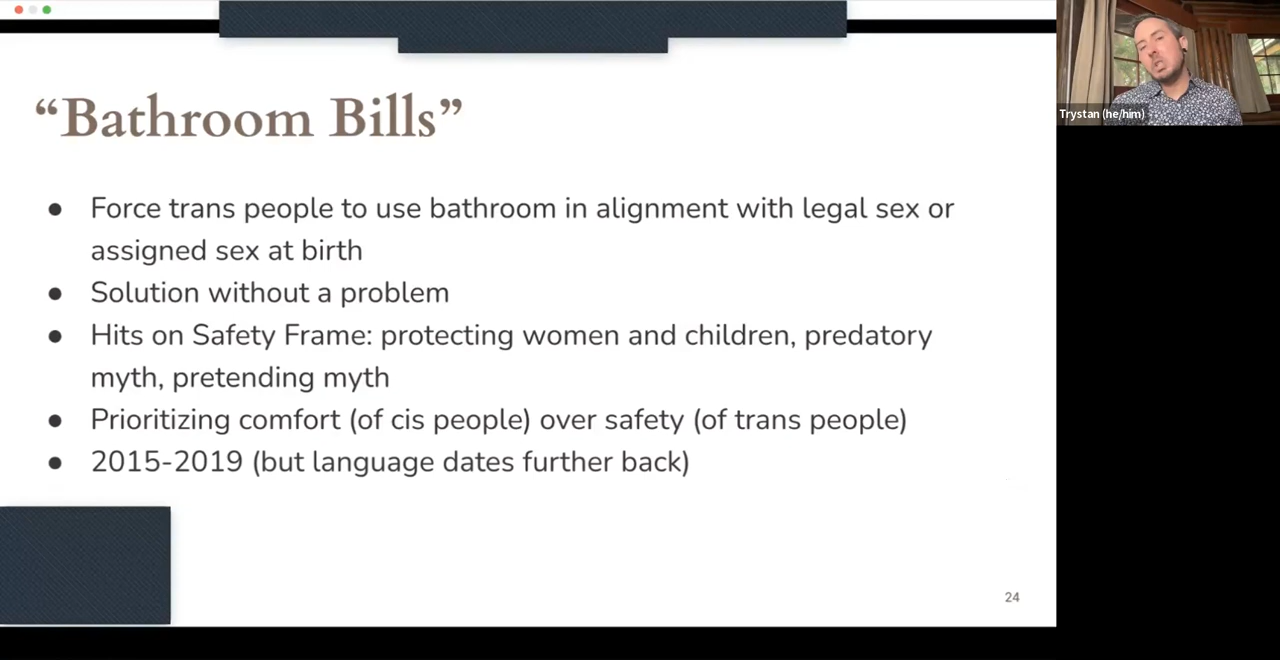 “Bathroom Bills”
● Force trans people to use bathroom in alignment with legal sex or
assigned sex at birth
● Solution without a problem
● Hits on Safety Frame: protecting women and children, predatory
myth, pretending myth
● Prioritizing comfort (of cis people) over safety (of trans people)
● 2015-2019 (but language dates further back)
24
Trystan (he/him)